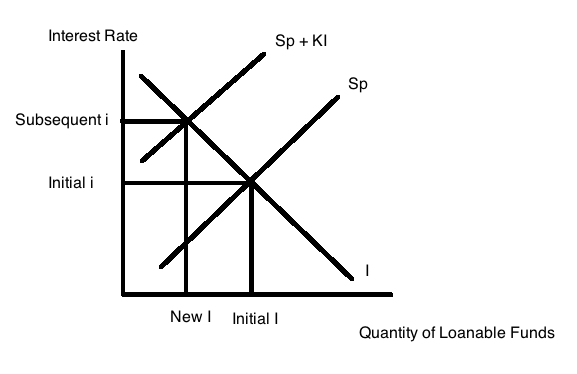 Interest Rate
Sp + KI
Sp
Subsequent i
Initial i
I
New I
Initial I
Quantity of Loanable Funds